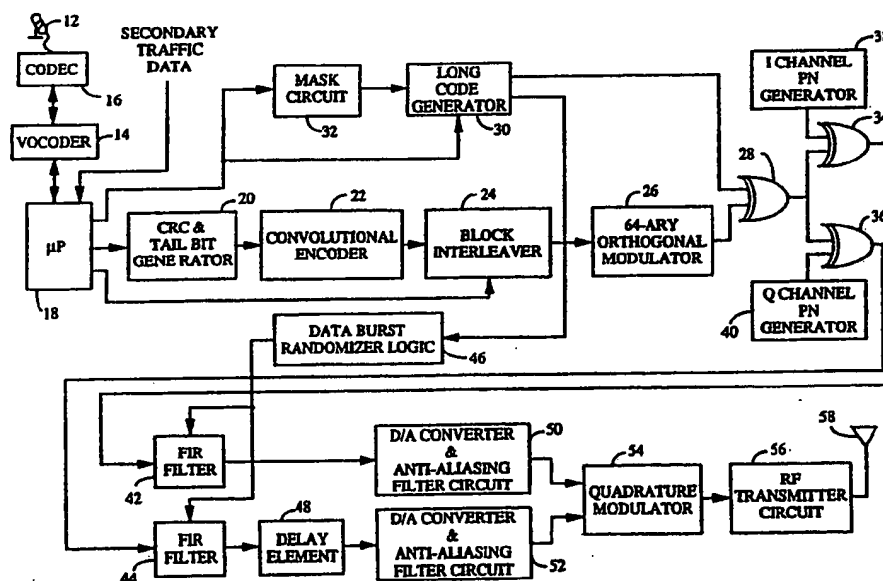 12
SECONDARY
TRAFFIC
DATA
CODEC
16
VOCODER
14
µP
18
MASK
CIRCUIT
32
LONG
CODE
GENERATOR
30
I CHANNEL
PN
GENERATOR
28
20
CRC &
TAIL BIT
GENERATOR
22
CONVOLUTIONAL
ENCODER
24
BLOCK
INTERLEAVER
26
64-ARY
ORTHOGONAL
MODULATOR
36
Q CHANNEL
PN
GENERATOR
40
DATA BURST
RANDOMIZER LOGIC
46
FIR
FILTER
42
D/A CONVERTER
&
ANTI-ALIASING
FILTER CIRCUIT
50
54
QUADRATURE
MODULATOR
56
RF
TRANSMITTER
CIRCUIT
58
FIR
FILTER
44
48
DELAY
ELEMENT
D/A CONVERTER
&
ANTI-ALIASING
FILTER CIRCUIT
52